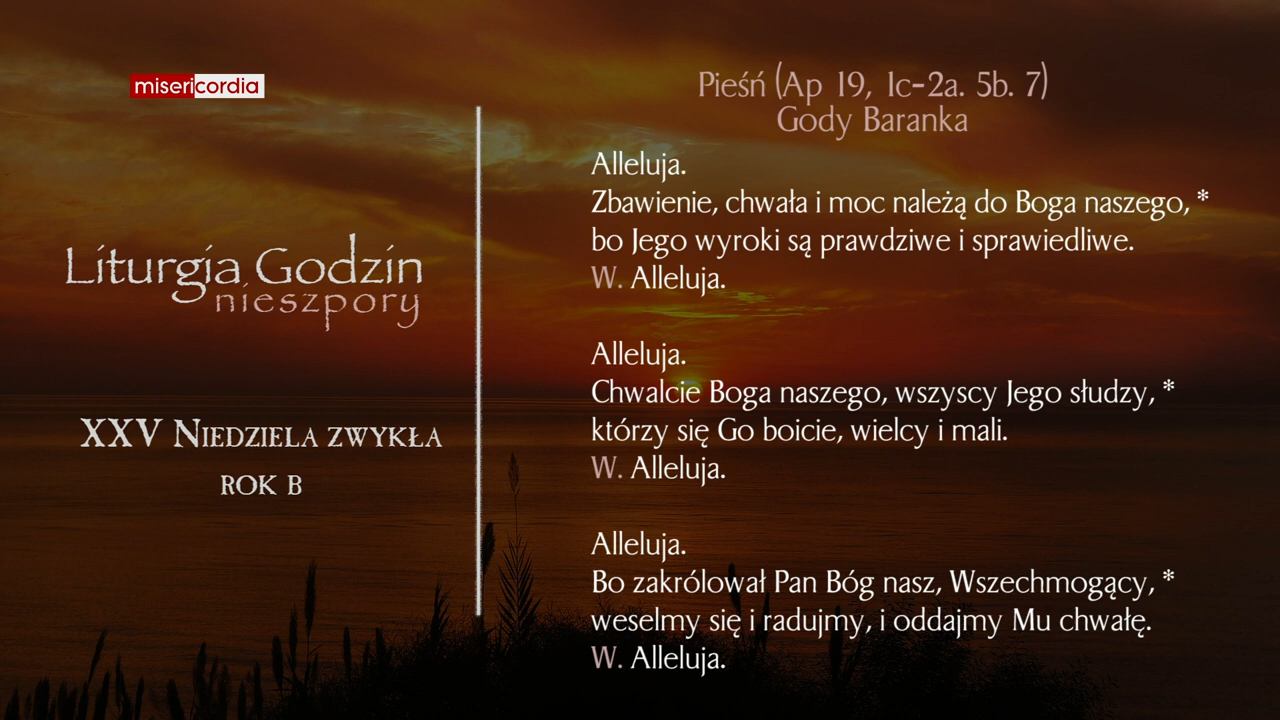 misericordia
Liturgia Godzin
nieszpory
XXV Niedziela zwykła
rok B
Pieśń (Ap 19, 1c-2a. 5b. 7)
Gody Baranka
Alleluja.
Zbawienie, chwała i moc należą do Boga naszego, *
bo Jego wyroki są prawdziwe i sprawiedliwe.
W. Alleluja.
Alleluja.
Chwalcie Boga naszego, wszyscy Jego słudzy, *
którzy się Go boicie, wielcy i mali.
W. Alleluja.
Alleluja.
Bo zakrólował Pan Bóg nasz, Wszechmogący, *
weselmy się i radujmy, i oddajmy Mu chwałę.
W. Alleluja.